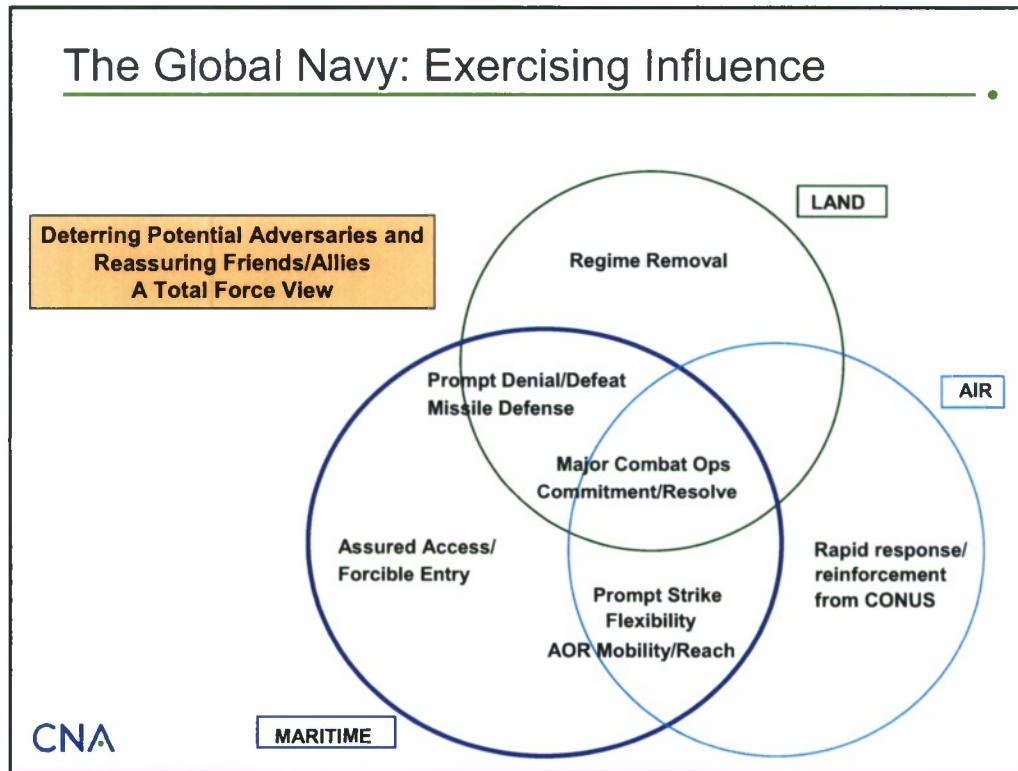 The Global Navy: Exercising Influence
Deterring Potential Adversaries and
Reassuring Friends/Allies
A Total Force View
LAND
Regime Removal
Prompt Denial/Defeat
Missile Defense
AIR
Major Combat Ops
Commitment/Resolve
Assured Access/
Forcible Entry
Rapid response/
reinforcement
from CONUS
Prompt Strike
Flexibility
AOR Mobility/Reach
MARITIME
CNA